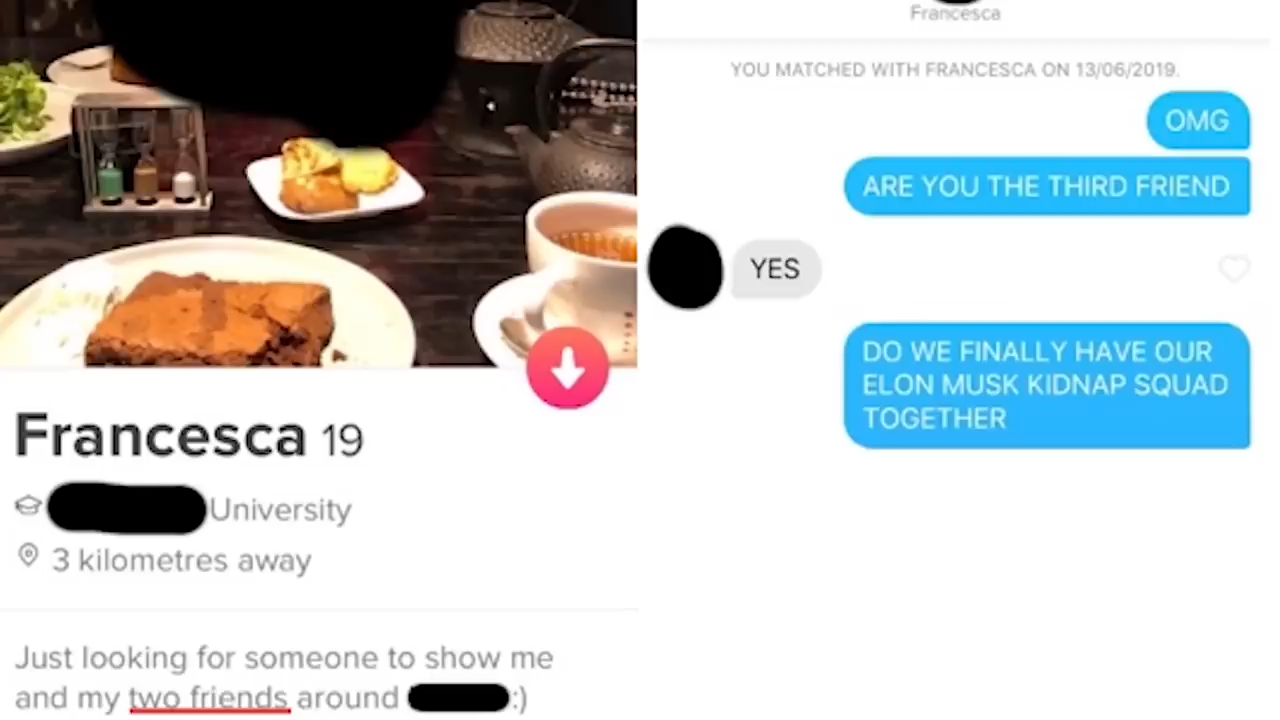 Francesca 19
University
3 kilometres away
Just looking for someone to show me
and my two friends around :)
Francesca
YOU MATCHED WITH FRANCESCA ON 13/06/2019.
OMG
ARE YOU THE THIRD FRIEND
YES
DO WE FINALLY HAVE OUR
ELON MUSK KIDNAP SQUAD
TOGETHER